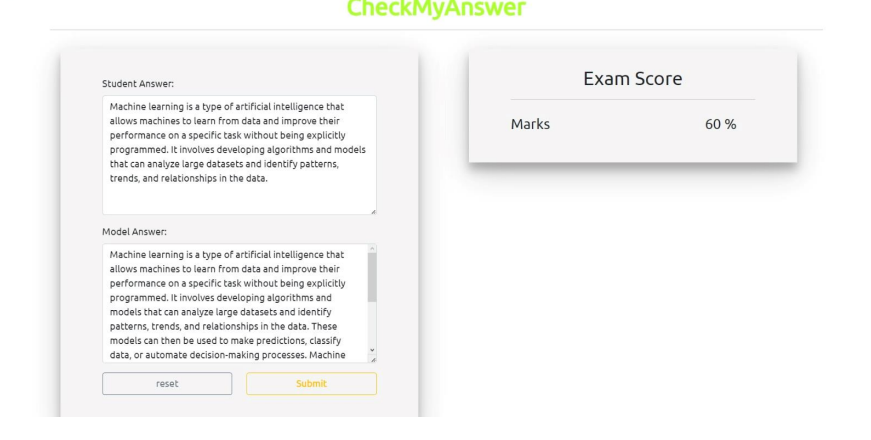 CheckMyAnswer
Student Answer:
Machine learning is a type of artificial intelligence that
allows machines to learn from data and improve their
performance on a specific task without being explicitly
programmed. It involves developing algorithms and models
that can analyze large datasets and identify patterns,
trends, and relationships in the data.
Model Answer:
Machine learning is a type of artificial intelligence that
allows machines to learn from data and improve their
performance on a specific task without being explicitly
programmed. It involves developing algorithms and
models that can analyze large datasets and identify
patterns, trends, and relationships in the data. These
models can then be used to make predictions, classify
data, or automate decision-making processes. Machine
reset Submit
Exam Score
Marks 60 %